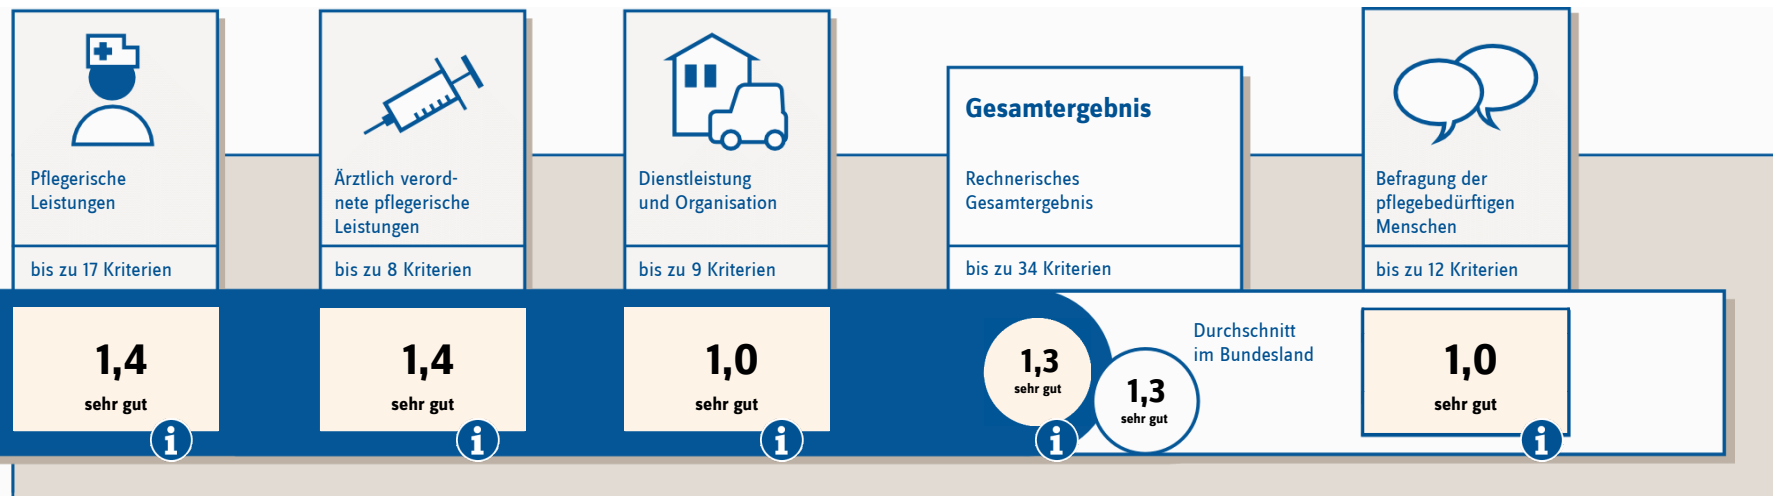 Pflegerische
Leistungen
bis zu 17 Kriterien
1,4
sehr gut
i
Ärztlich verord-
nete pflegerische
Leistungen
bis zu 8 Kriterien
1,4
sehr gut
i
Dienstleistung
und Organisation
bis zu 9 Kriterien
1,0
sehr gut
i
Gesamtergebnis
Rechnerisches
Gesamtergebnis
bis zu 34 Kriterien
1,3
sehr gut
i
1,3
sehr gut
Durchschnitt
im Bundesland
Befragung der
pflegebedürftigen
Menschen
bis zu 12 Kriterien
1,0
sehr gut
i